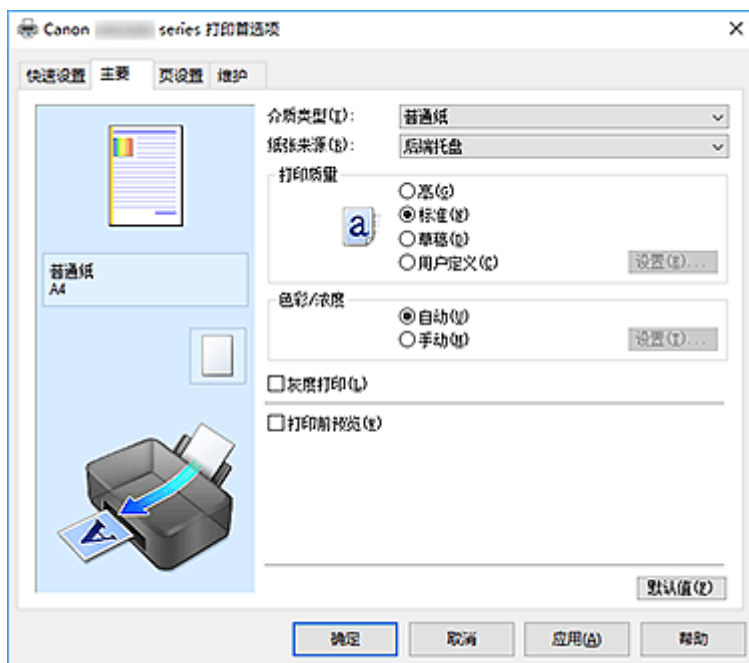 Canon series 打印首选项
快速设置 主要 页设置 维护
介质类型(I): 普通纸
纸张来源(B): 后端托盘
打印质量
高(G)
标准(N)
草稿(D)
用户定义(C) 设置(E)...
普通纸
A4
色彩/浓度
自动(U)
手动(M) 设置(T)...
灰度打印(L)
打印前预览(R)
a
A
默认值(F)
确定 取消 应用(A) 帮助